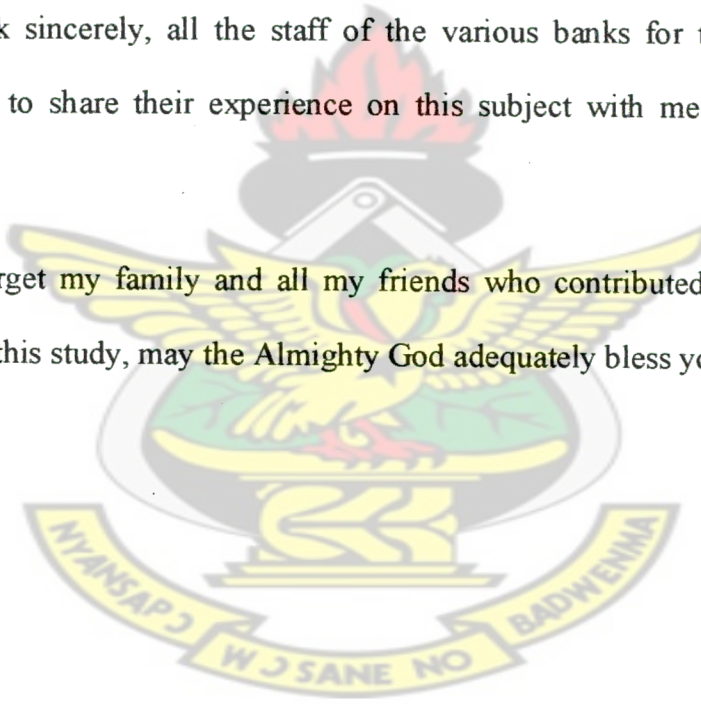 sincerely, all the staff of the various banks for
to share their experience on this subject with me
my family and all my friends who contributed
this study, may the Almighty God adequately bless
NYANSAPƆ
WƆSANE NO
BADWENMA